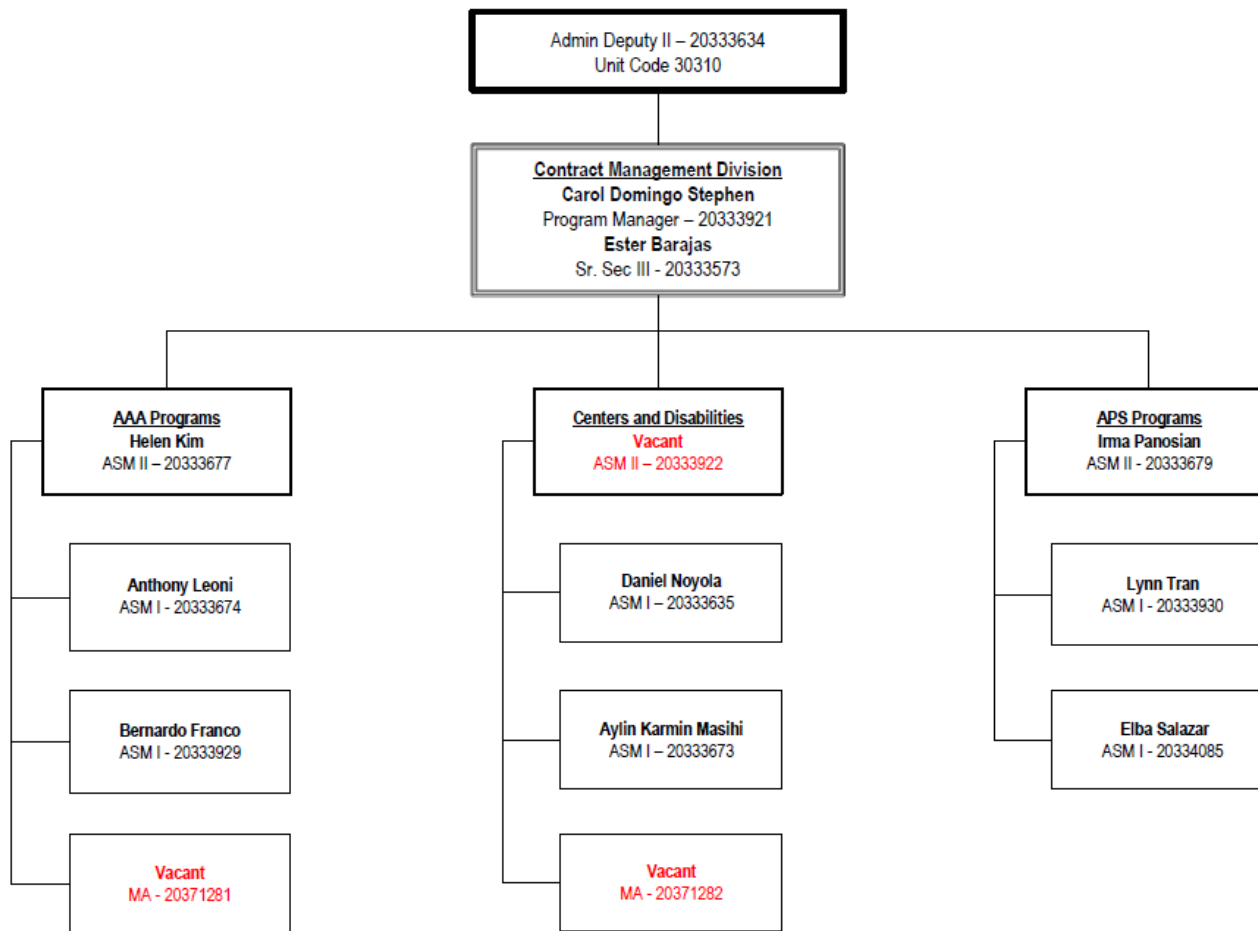 Admin Deputy II – 20333634
Unit Code 30310
Contract Management Division
Carol Domingo Stephen
Program Manager – 20333921
Ester Barajas
Sr. Sec III - 20333573
AAA Programs
Helen Kim
ASM II – 20333677
Anthony Leoni
ASM I - 20333674
Bernardo Franco
ASM I - 20333929
Vacant
MA - 20371281
Centers and Disabilities
Vacant
ASM II – 20333922
Daniel Noyola
ASM I – 20333635
Aylin Karmin Masihi
ASM I – 20333673
Vacant
MA - 20371282
APS Programs
Irma Panosian
ASM II - 20333679
Lynn Tran
ASM I - 20333930
Elba Salazar
ASM I - 20334085